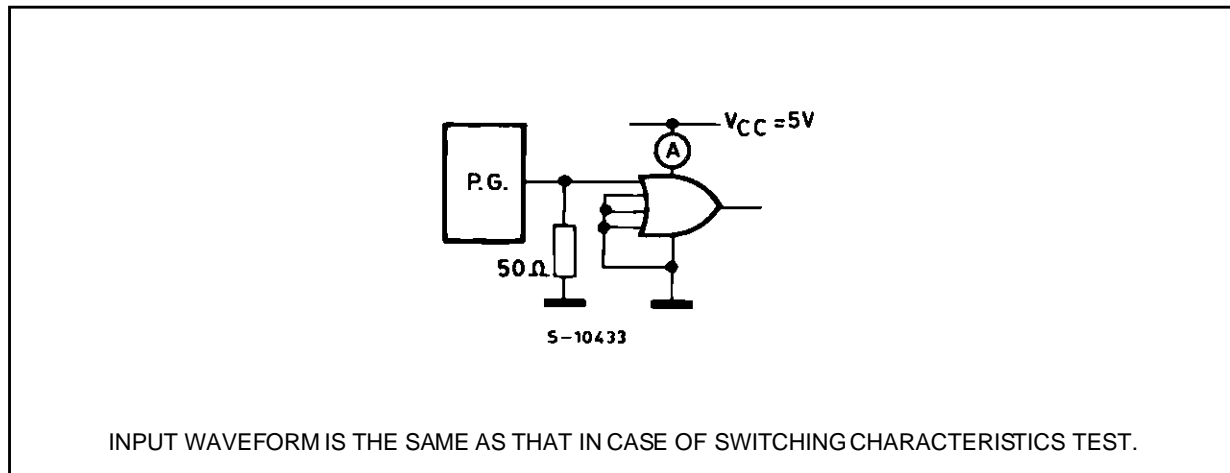 VCC=5V
A
P.G.
50Ω
S-10433
INPUT WAVEFORM IS THE SAME AS THAT IN CASE OF SWITCHING CHARACTERISTICS TEST.